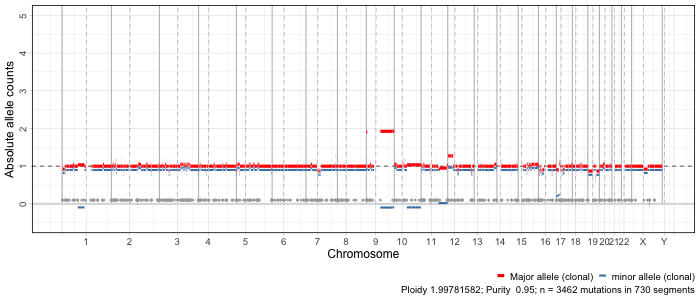 Absolute allele counts
5
4
3
2
1
0
1 2 3 4 5 6 7 8 9 10 11 12 13 14 15 16 17 18 19 20 21 22 X Y
Chromosome
Major allele (clonal) minor allele (clonal)
Ploidy 1.99781582; Purity 0.95; n = 3462 mutations in 730 segments